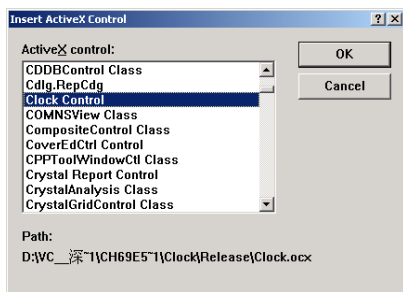 Insert ActiveX Control
ActiveX control:
OK
Cancel
CDDBControl Class
Cdlg.RepCdg
Clock Control
COMNSView Class
CompositeControl Class
CoverEdCtrl Control
CPPToolWindowCtl Class
Crystal Report Control
CrystalAnalysis Class
CrystalGridControl Class
Path:
D:\VC__深~1\CH69E5~1\Clock\Release\Clock.ocx